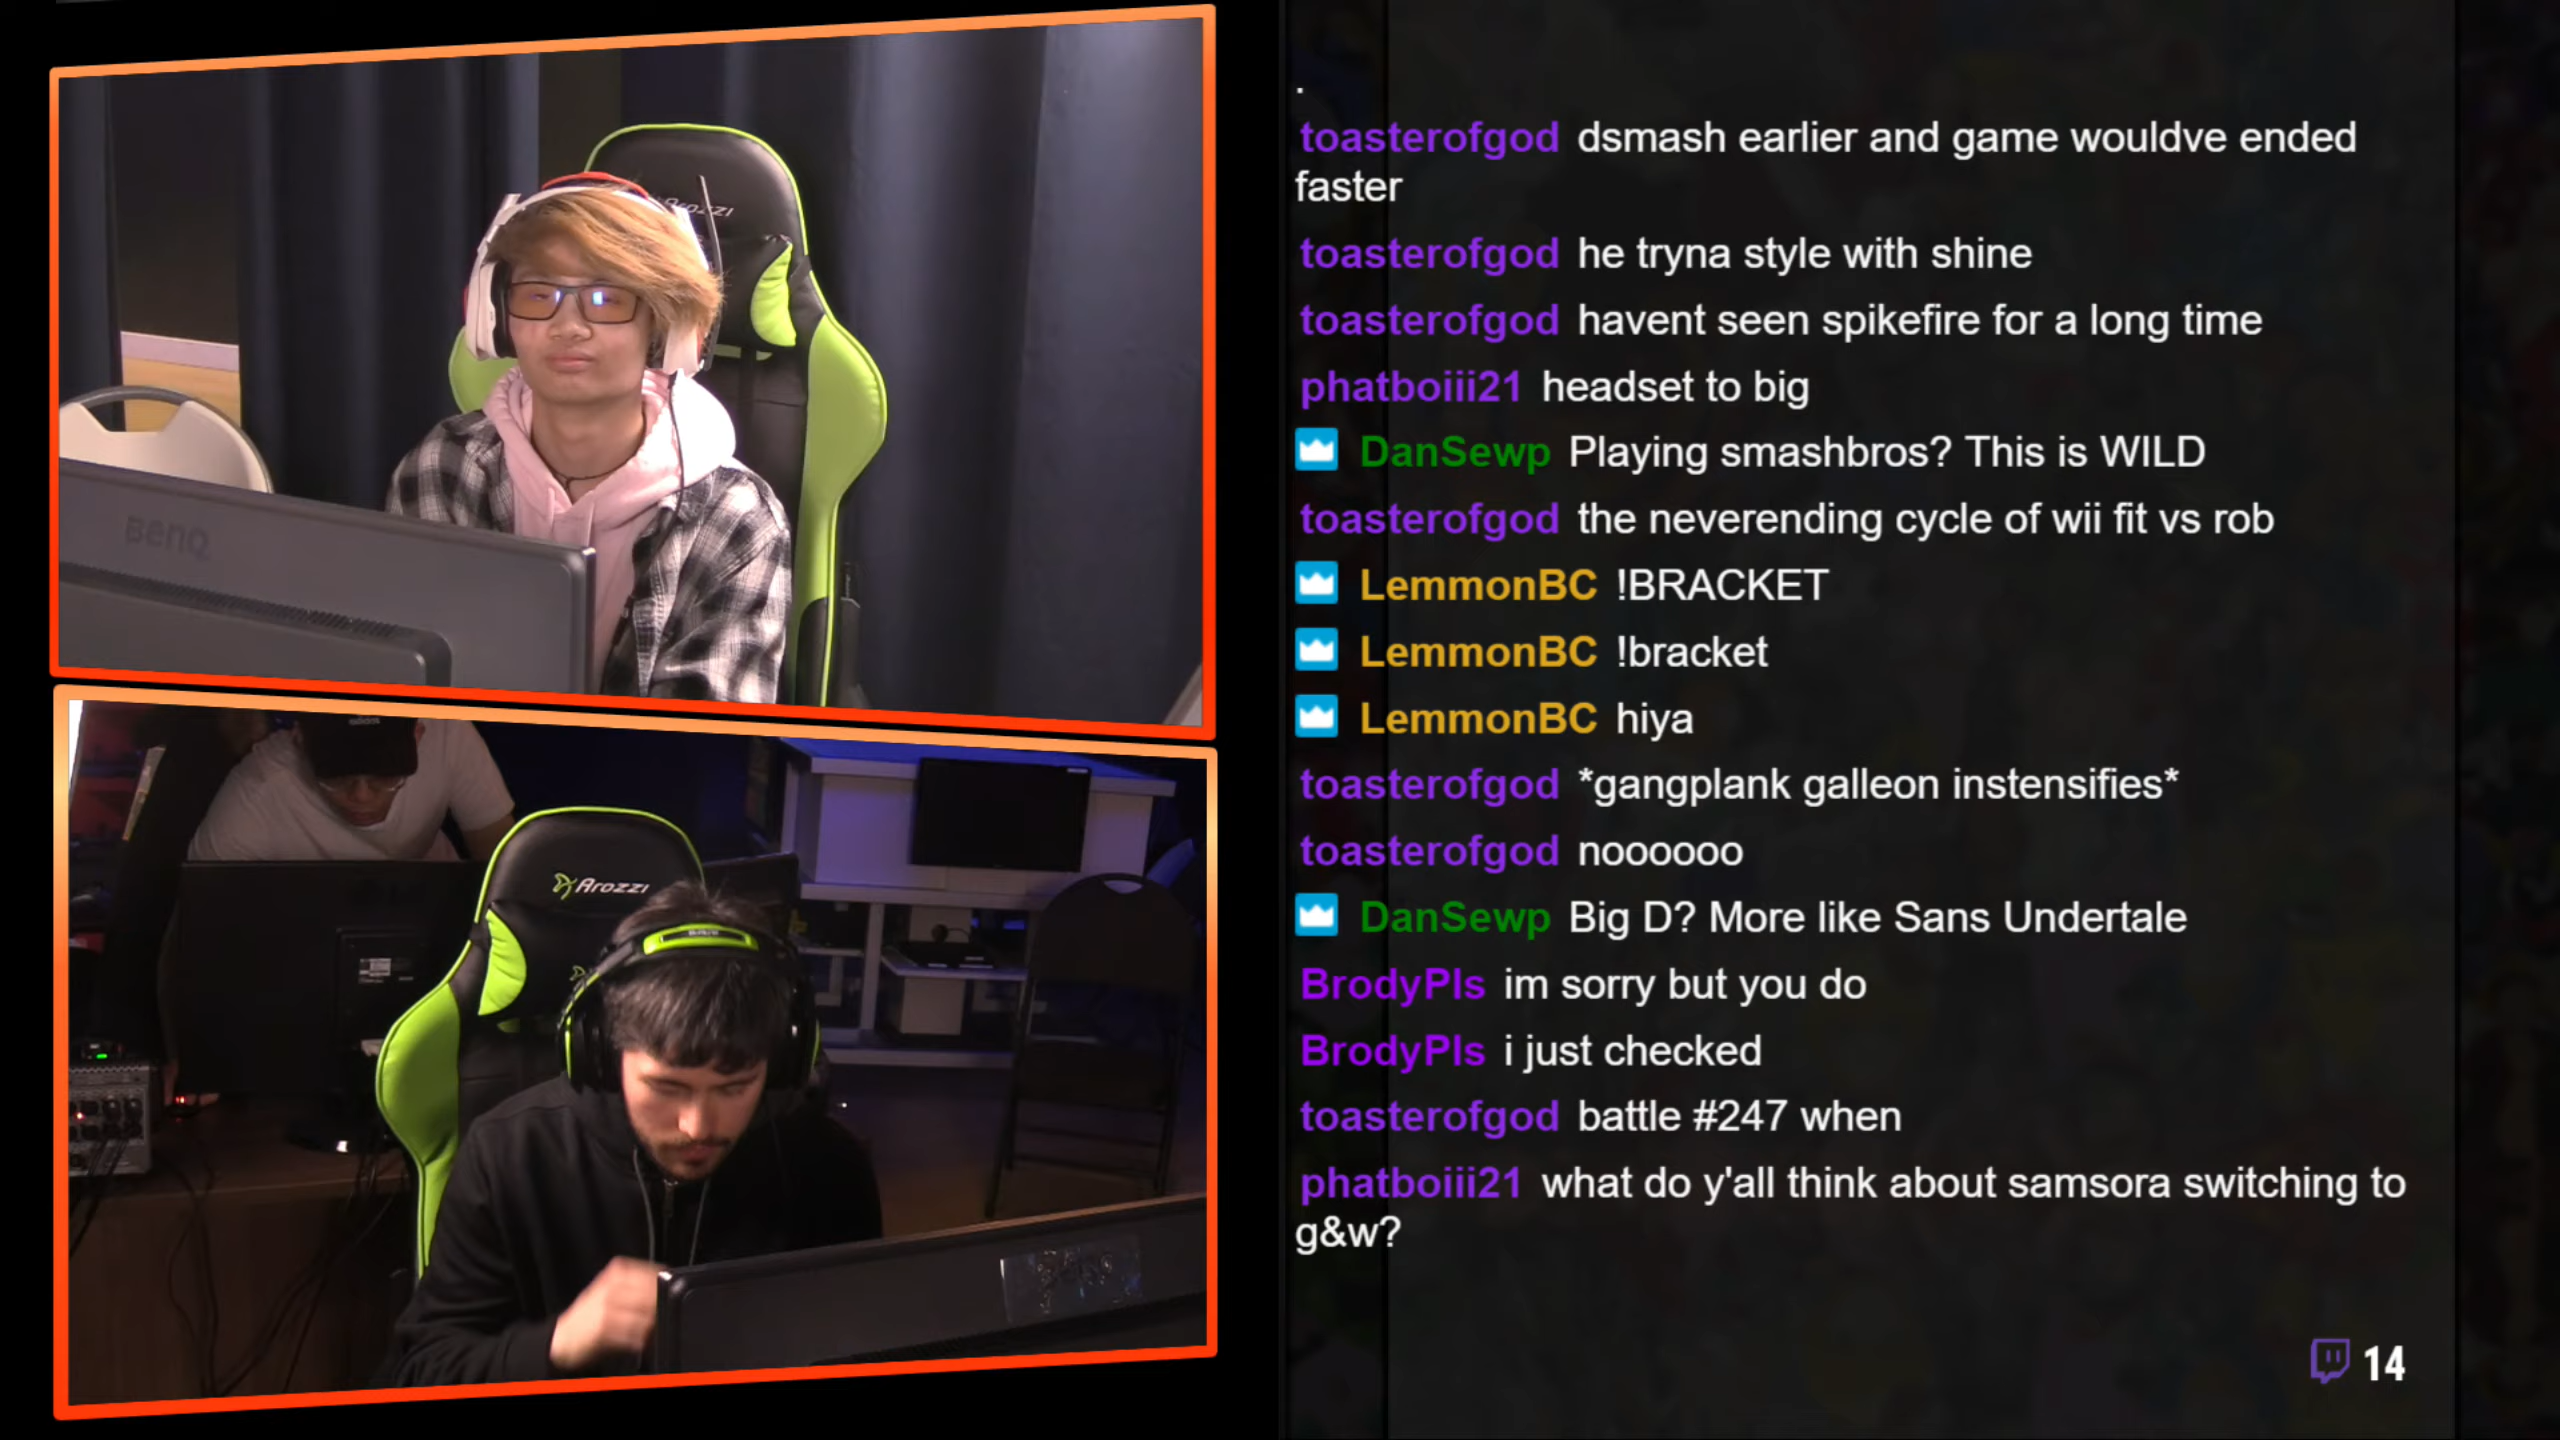 Arozzi
BenQ
adidas
Arozzi
.
toasterofgod dsmash earlier and game wouldve ended
faster
toasterofgod he tryna style with shine
toasterofgod havent seen spikefire for a long time
phatboiii21 headset to big
DanSewp Playing smashbros? This is WILD
toasterofgod the neverending cycle of wii fit vs rob
LemmonBC !BRACKET
LemmonBC !bracket
LemmonBC hiya
toasterofgod *gangplank galleon instensifies*
toasterofgod noooooo
DanSewp Big D? More like Sans Undertale
BrodyPls im sorry but you do
BrodyPls i just checked
toasterofgod battle #247 when
phatboiii21 what do y'all think about samsora switching to
g&w?
14